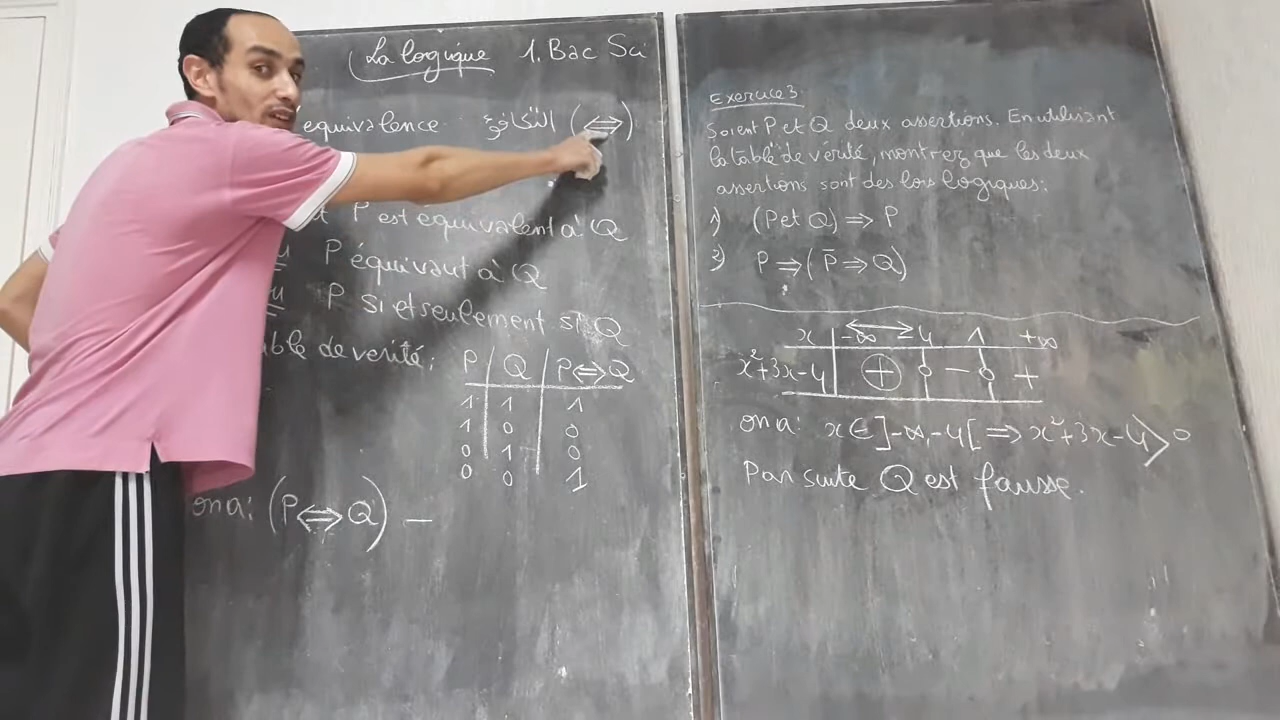 La logique 1. Bac Sci
equivalence التكافؤ (⇔)
P est équivalent à Q
P équivaut à Q
P si et seulement si Q
ble de verité;
P Q P⇔Q
1 1 1
1 0 0
0 1 0
0 0 1
on a: (P⇔Q) —
Exercice 3
Soient P et Q deux assertions. En utilisant
la table de vérité, montrez que les deux
assertions sont des lois logiques:
1) (P et Q) ⇒ P
2) P ⇒ (P̄ ⇒ Q)
x -∞ -4 1 +∞
x²+3x-4 + 0 - 0 +
on a: x∈]-∞,-4[ ⇒ x²+3x-4>0
Par suite Q est fausse.